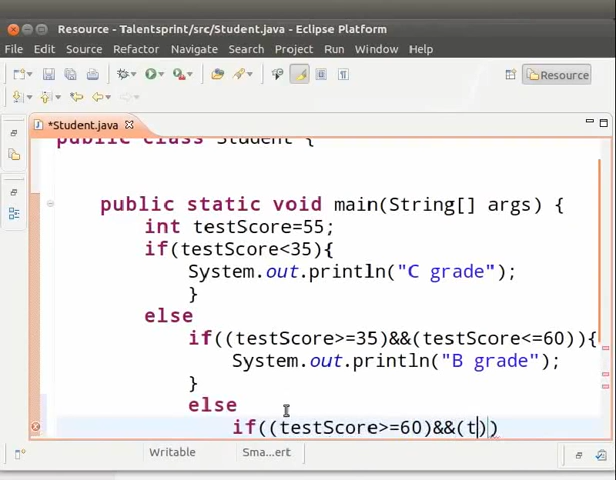 Resource - Talentsprint/src/Student.java - Eclipse Platform
File Edit Source Refactor Navigate Search Project Run Window Help
Resource
*Student.java
public class Student {
public static void main(String[] args) {
int testScore=55;
if(testScore<35){
System.out.println("C grade");
}
else
if((testScore>=35)&&(testScore<=60)){
System.out.println("B grade");
}
else
if((testScore>=60)&&(t))
Writable Sma...ert